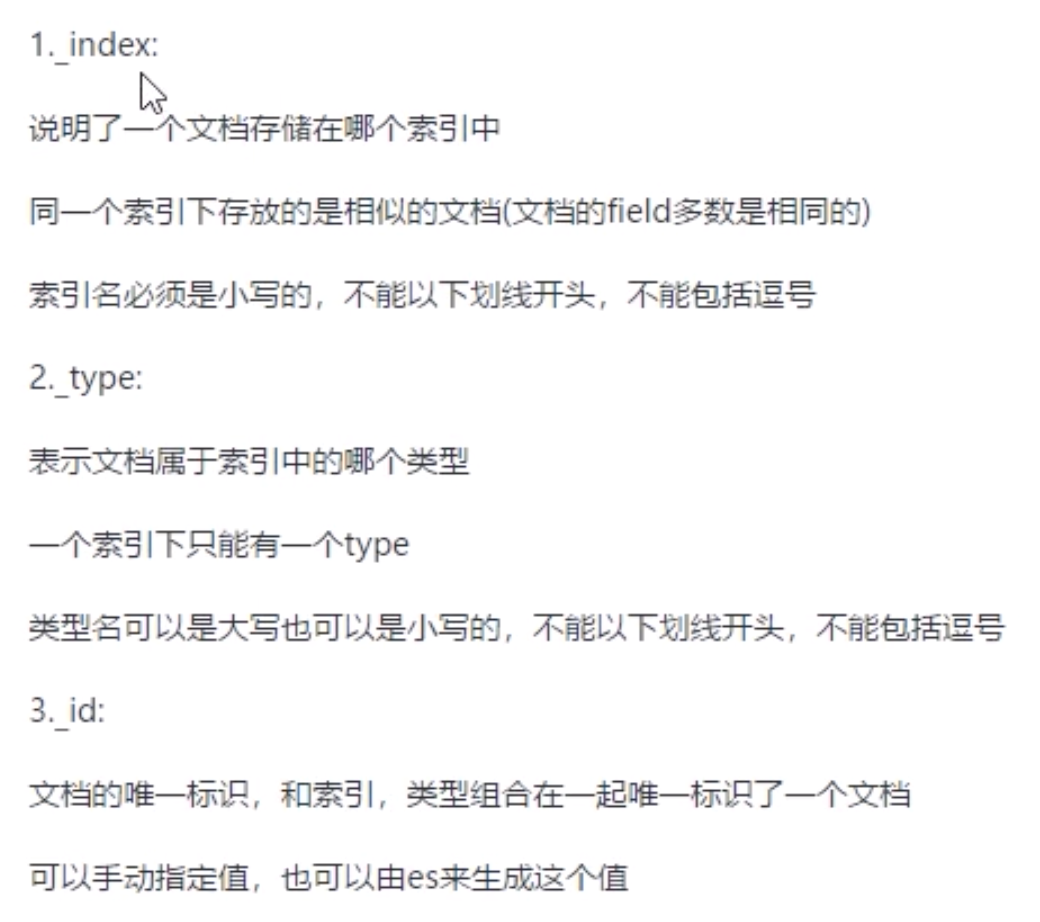 1._index:
说明了一个文档存储在哪个索引中
同一个索引下存放的是相似的文档(文档的field多数是相同的)
索引名必须是小写的，不能以下划线开头，不能包括逗号
2._type:
表示文档属于索引中的哪个类型
一个索引下只能有一个type
类型名可以是大写也可以是小写的，不能以下划线开头，不能包括逗号
3._id:
文档的唯一标识，和索引，类型组合在一起唯一标识了一个文档
可以手动指定值，也可以由es来生成这个值